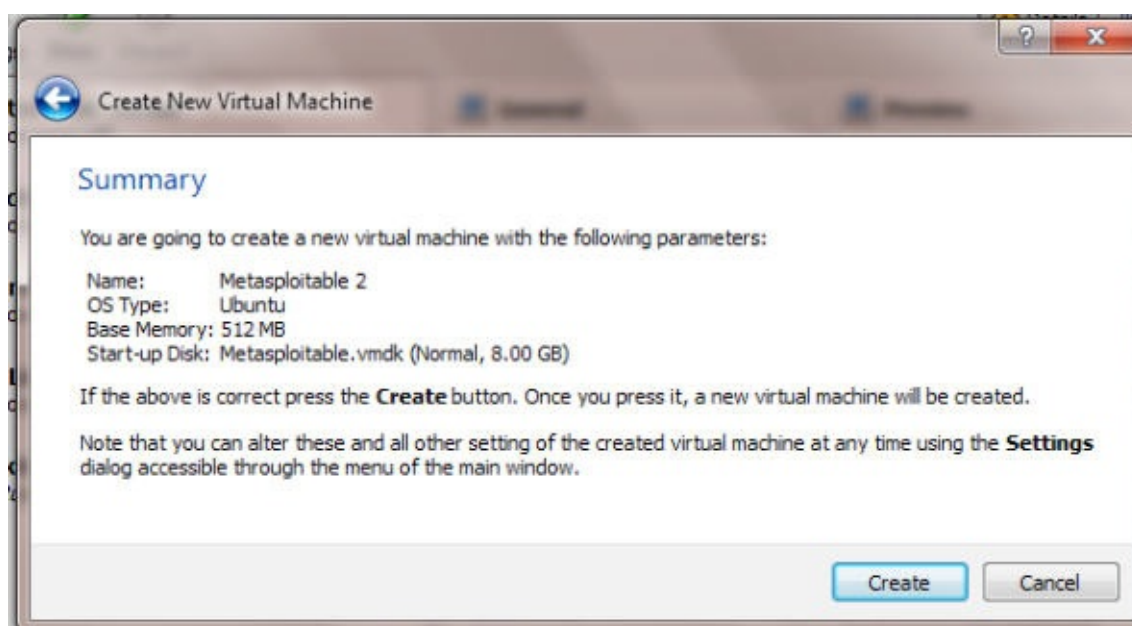 Create New Virtual Machine
Summary
You are going to create a new virtual machine with the following parameters:
Name: Metasploitable 2
OS Type: Ubuntu
Base Memory: 512 MB
Start-up Disk: Metasploitable.vmdk (Normal, 8.00 GB)
If the above is correct press the Create button. Once you press it, a new virtual machine will be created.
Note that you can alter these and all other setting of the created virtual machine at any time using the Settings
dialog accessible through the menu of the main window.
Create Cancel